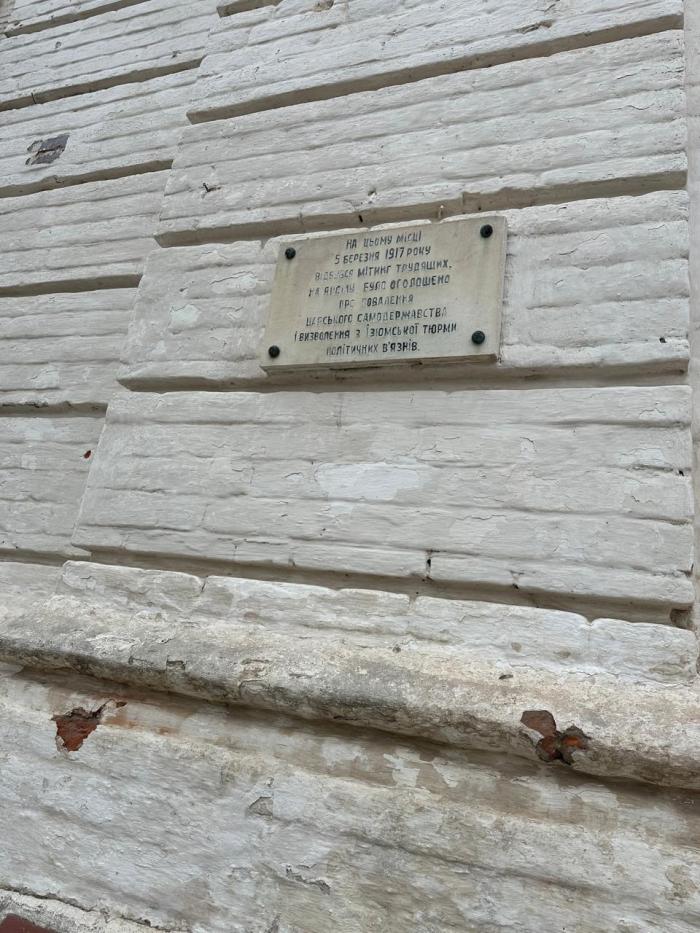 НА ЦЬОМУ МІСЦІ
5 БЕРЕЗНЯ 1917 РОКУ
ВІДБУВСЯ МІТИНГ ТРУДЯЩИХ,
НА ЯКОМУ БУЛО ОГОЛОШЕНО
ПРО ПОВАЛЕННЯ
ЦАРСЬКОГО САМОДЕРЖАВСТВА
І ВИЗВОЛЕННЯ З ІЗЮМСЬКОЇ ТЮРМИ
ПОЛІТИЧНИХ В'ЯЗНІВ.